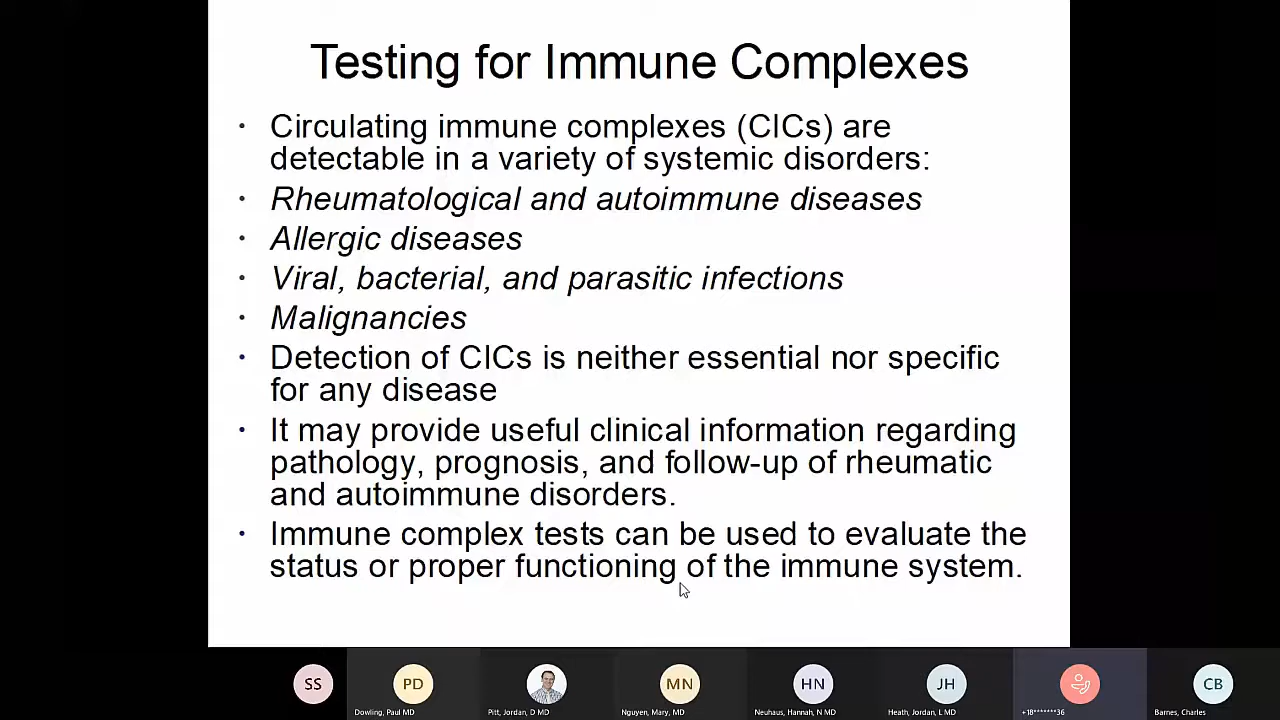 Testing for Immune Complexes
• Circulating immune complexes (CICs) are
detectable in a variety of systemic disorders:
• Rheumatological and autoimmune diseases
• Allergic diseases
• Viral, bacterial, and parasitic infections
• Malignancies
• Detection of CICs is neither essential nor specific
for any disease
• It may provide useful clinical information regarding
pathology, prognosis, and follow-up of rheumatic
and autoimmune disorders.
• Immune complex tests can be used to evaluate the
status or proper functioning of the immune system.
SS
PD
MN
HN
JH
CB
Dowling, Paul MD
Pitt, Jordan, D MD
Nguyen, Mary, MD
Neuhaus, Hannah, N MD
Heath, Jordan, L MD
+18******36
Barnes, Charles